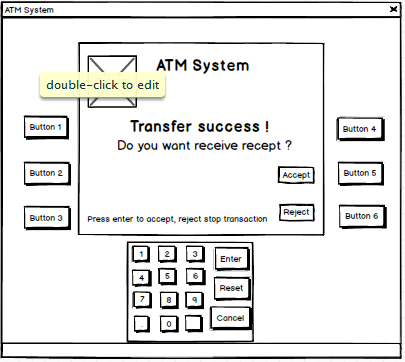 ATM System
ATM System
double-click to edit
Button 1
Transfer success !
Button 4
Do you want receive recept ?
Button 2
Accept
Button 5
Button 3
Press enter to accept, reject stop transaction
Reject
Button 6
1 2 3 Enter
4 5 6
7 8 9 Reset
. 0 Cancel